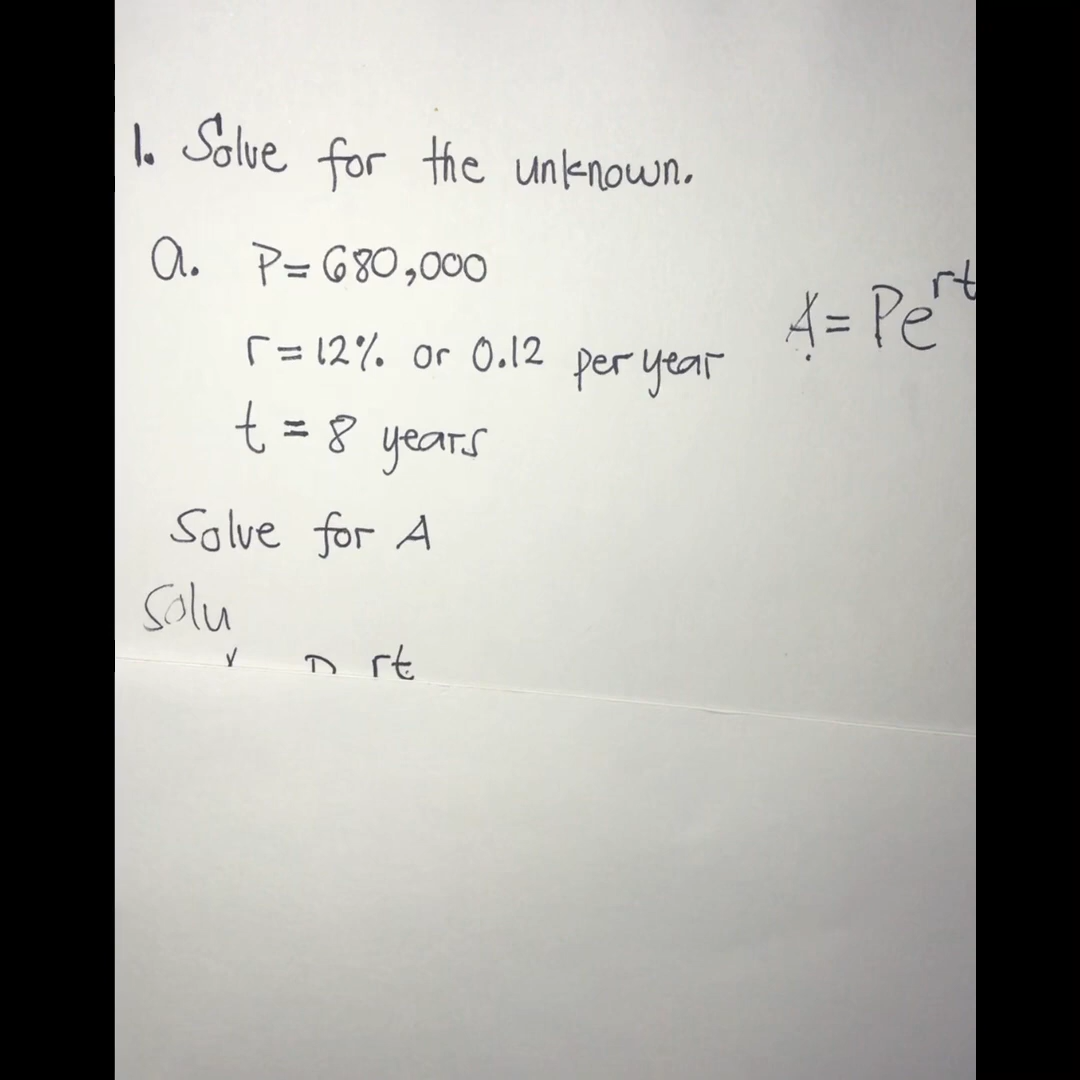 1. Solve for the unknown.
a. P = 680,000
A = Pe^rt
r = 12% or 0.12 per year
t = 8 years
Solve for A
Solu
rt